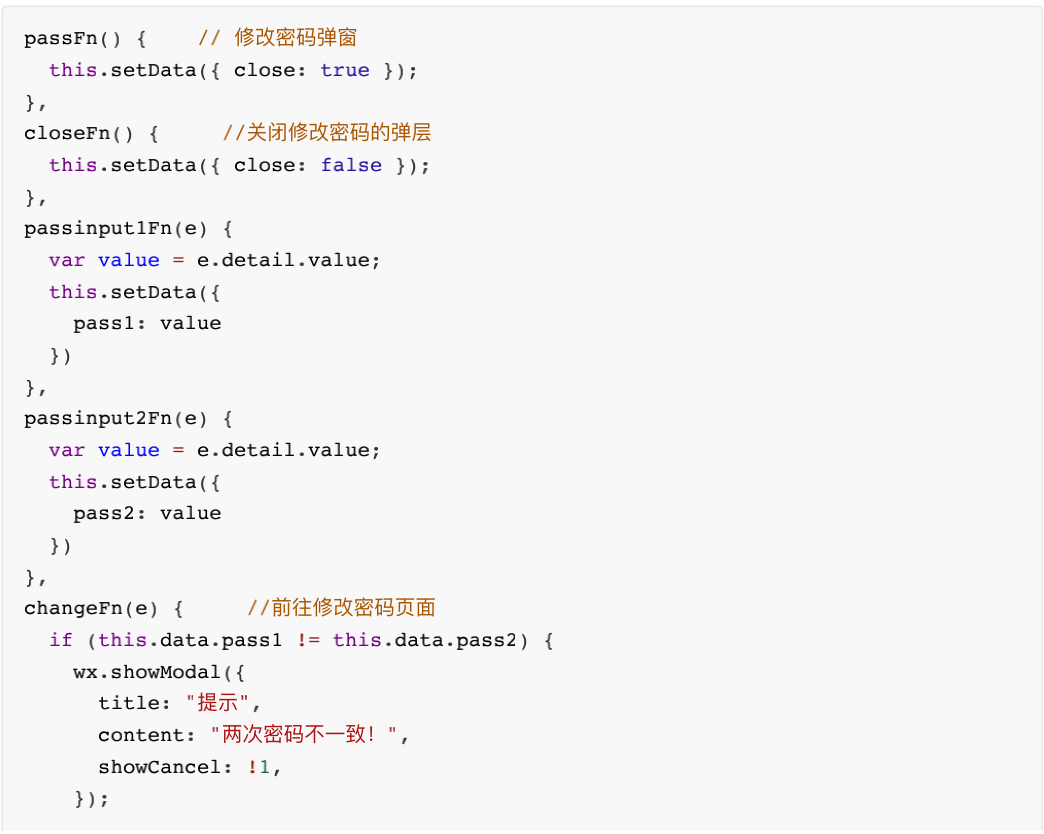 passFn() {    // 修改密码弹窗
  this.setData({ close: true });
},
closeFn() {     //关闭修改密码的弹层
  this.setData({ close: false });
},
passinput1Fn(e) {
  var value = e.detail.value;
  this.setData({
    pass1: value
  })
},
passinput2Fn(e) {
  var value = e.detail.value;
  this.setData({
    pass2: value
  })
},
changeFn(e) {     //前往修改密码页面
  if (this.data.pass1 != this.data.pass2) {
    wx.showModal({
      title: "提示",
      content: "两次密码不一致！",
      showCancel: !1,
    });